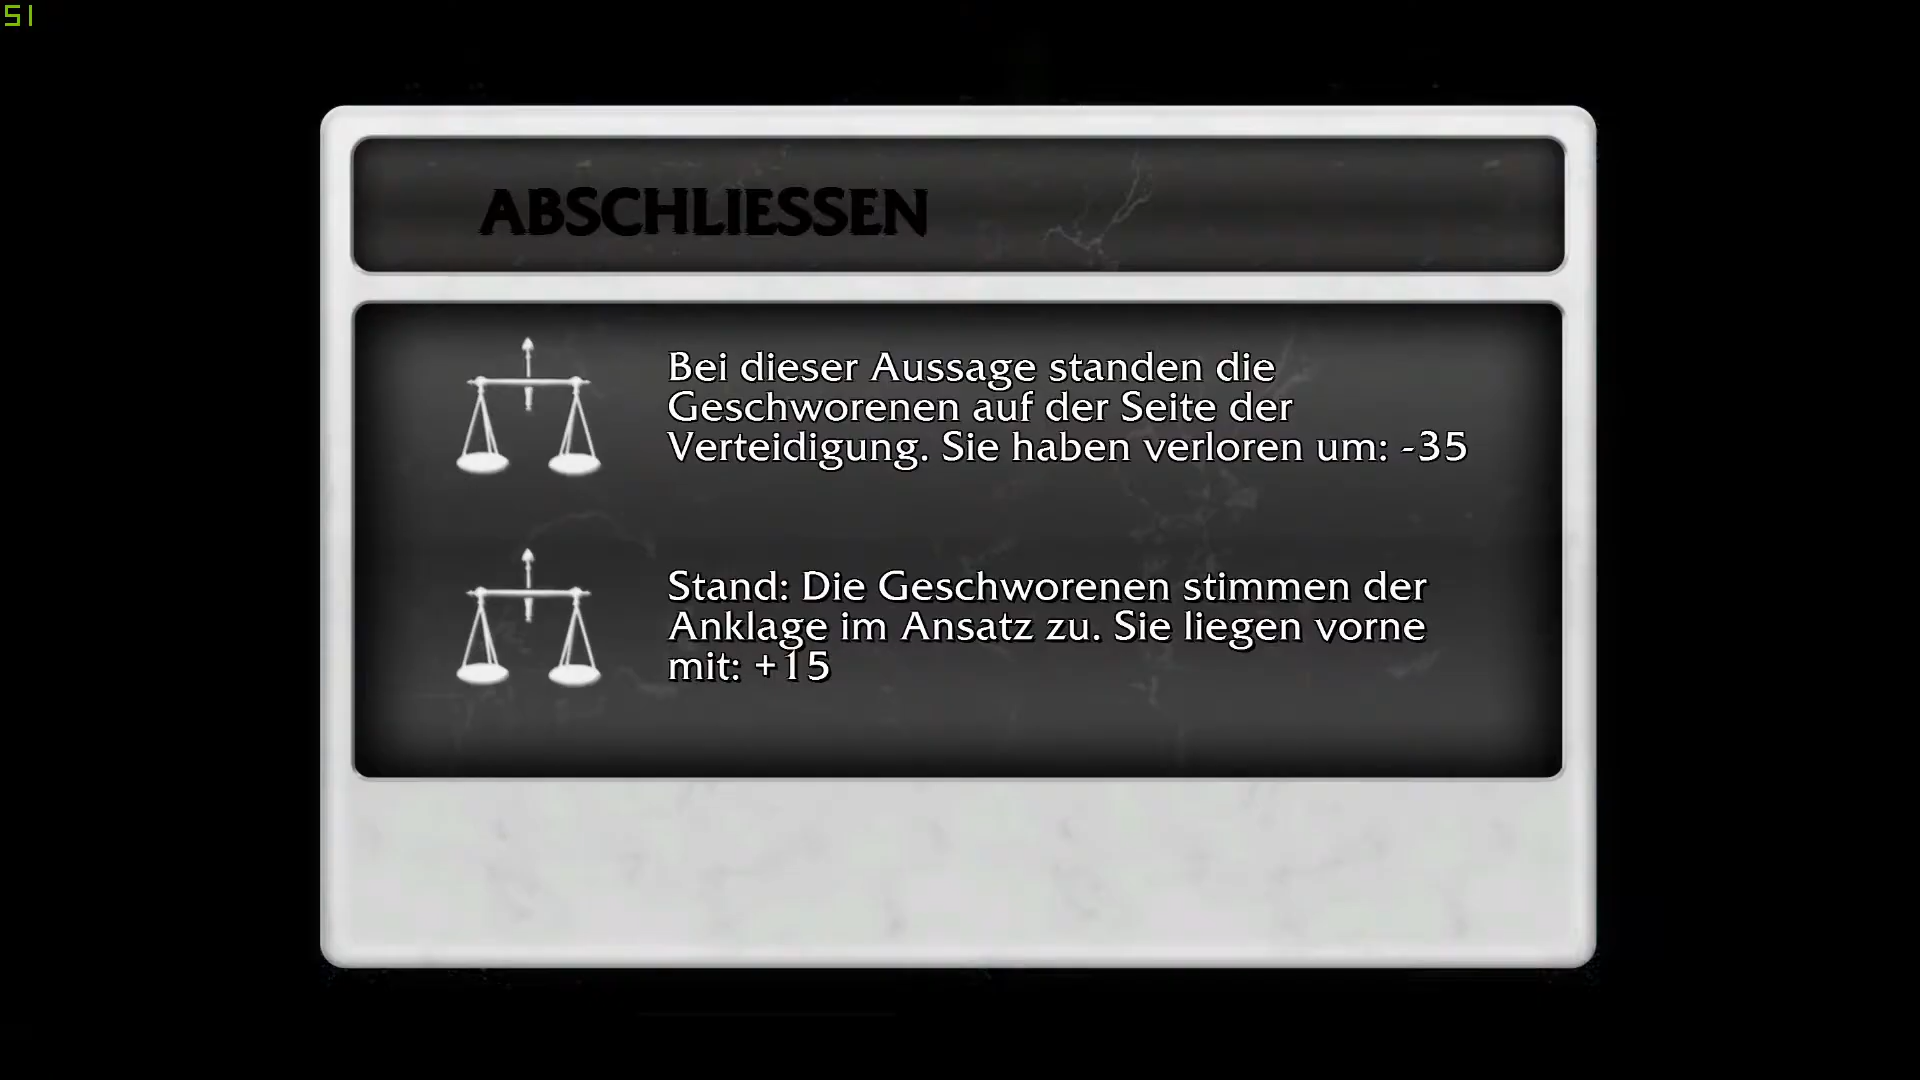 51
ABSCHLIESSEN
Bei dieser Aussage standen die
Geschworenen auf der Seite der
Verteidigung. Sie haben verloren um: -35
Stand: Die Geschworenen stimmen der
Anklage im Ansatz zu. Sie liegen vorne
mit: +15